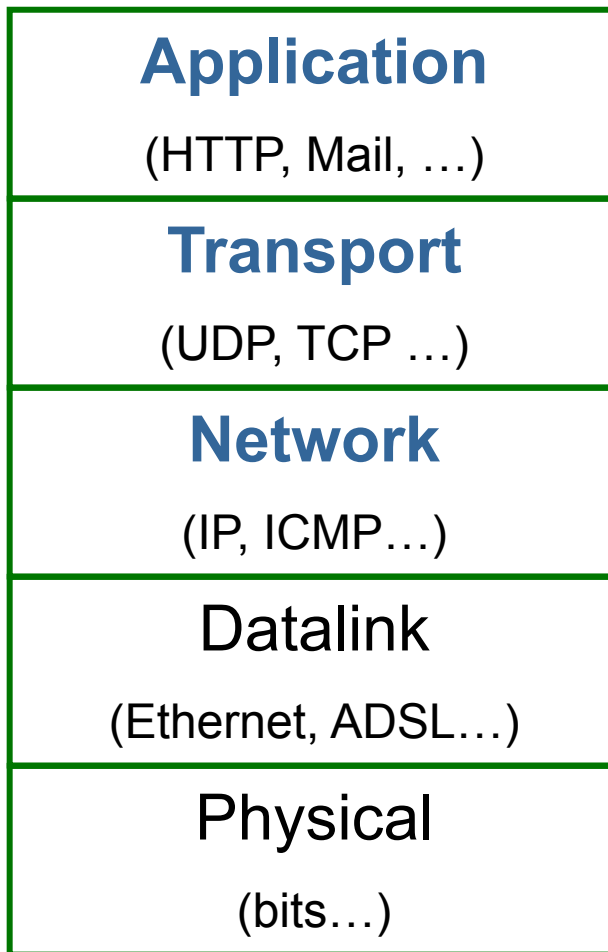 Application
(HTTP, Mail, …)
Transport
(UDP, TCP …)
Network
(IP, ICMP…)
Datalink
(Ethernet, ADSL…)
Physical
(bits…)